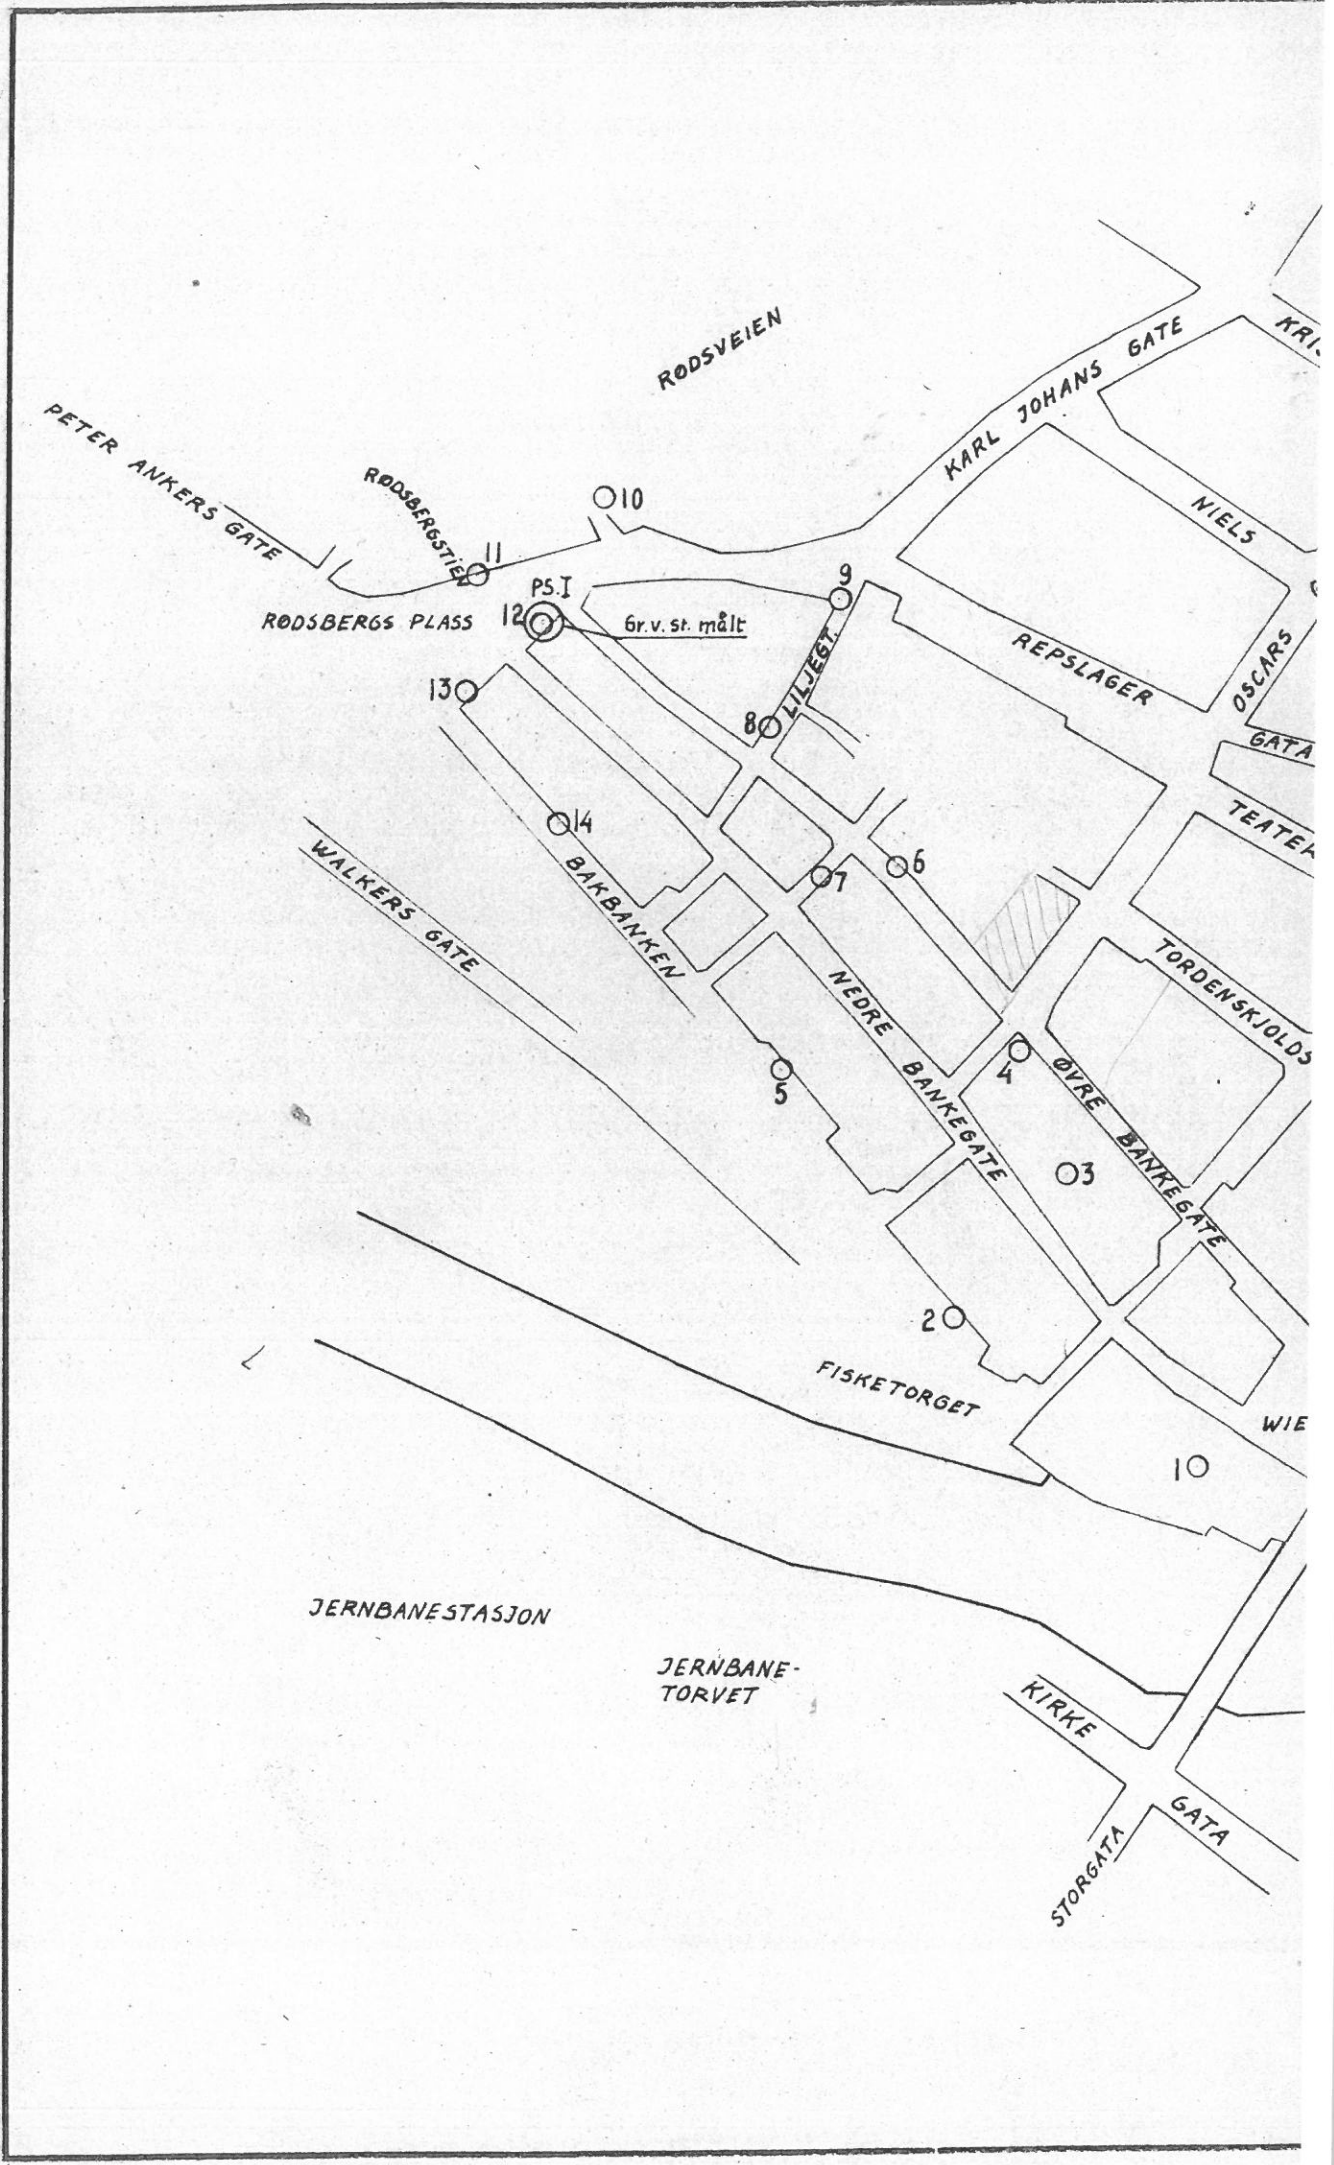 RØDSVEIEN
KARL JOHANS GATE
PETER ANKERS GATE
RØDSBERGSTIEN
10
NIELS
11
PS.I
9
12
RØDSBERGS PLASS
Gr.v.st. målt
REPSLAGER
OSCARS
LILJEGT.
13
8
GATA
14
TEATER
WALKERS GATE
BAKBANKEN
6
7
TORDENSKJOLDS
NEDRE BANKEGATE
4
5
ØVRE BANKEGATE
3
2
FISKETORGET
1
JERNBANESTASJON
JERNBANE-
TORVET
KIRKE GATA
STORGATA